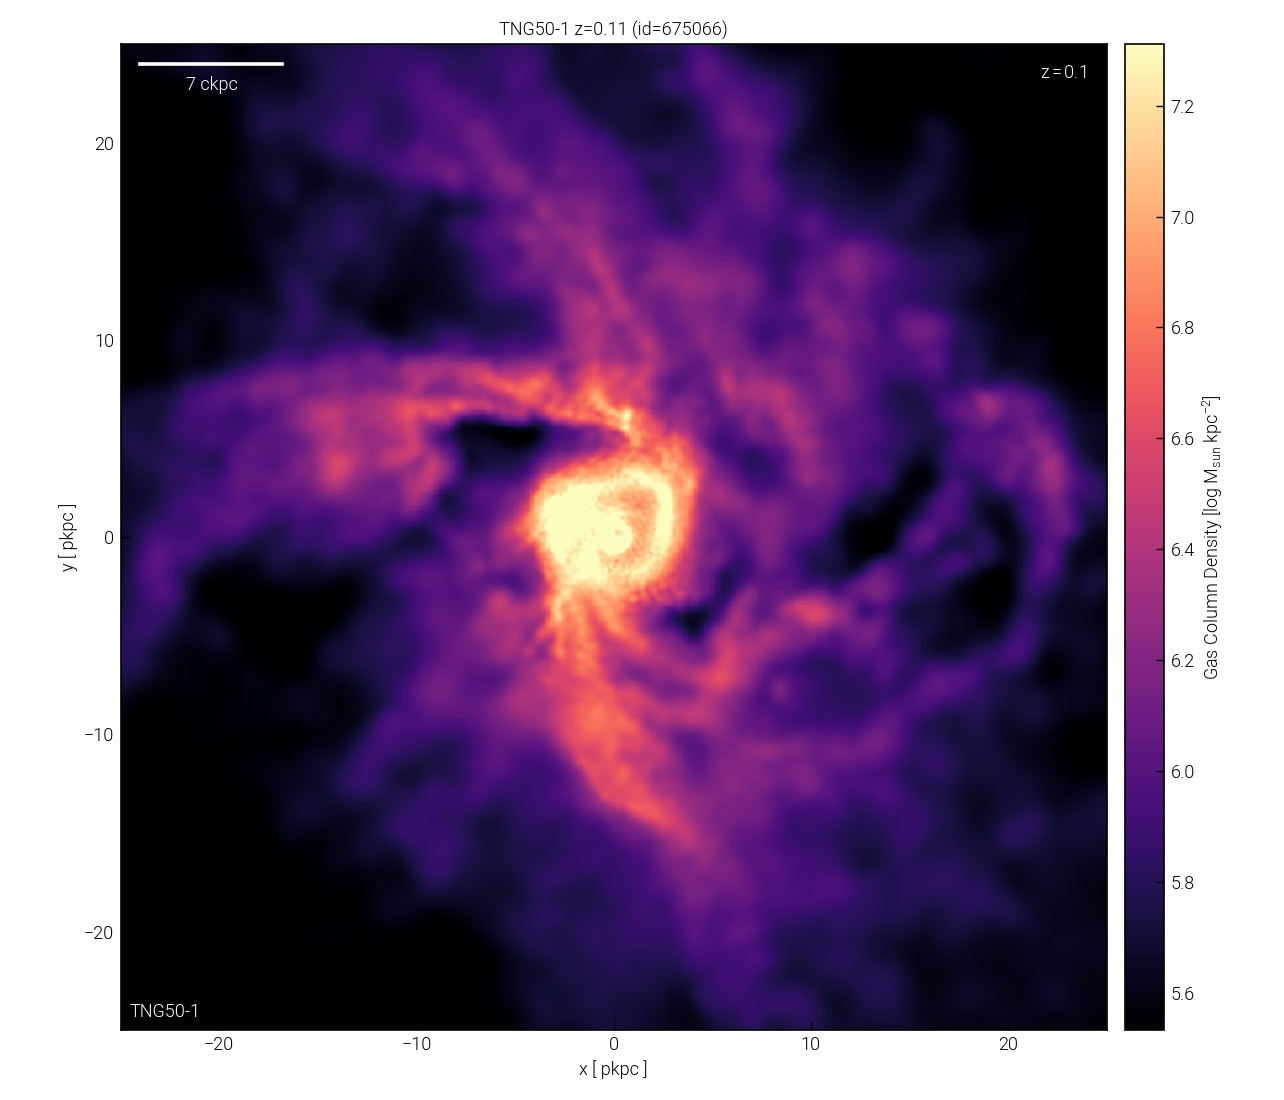 TNG50-1 z=0.11 (id=675066)
7 ckpc
z=0.1
TNG50-1
20
10
0
−10
−20
y [ pkpc ]
−20
−10
0
10
20
x [ pkpc ]
7.2
7.0
6.8
6.6
6.4
6.2
6.0
5.8
5.6
Gas Column Density [log M_sun kpc^−2]